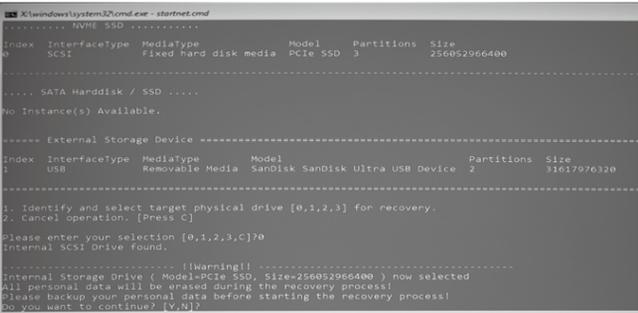 X:\windows\system32\cmd.exe - startnet.cmd
.......... NVME SSD ...........
Index InterfaceType MediaType Model Partitions Size
0 SCSI Fixed hard disk media PCIe SSD 3 256052966400
..... SATA Harddisk / SSD .....
No Instance(s) Available.
====== External Storage Device ======
Index InterfaceType MediaType Model Partitions Size
1 USB Removable Media SanDisk SanDisk Ultra USB Device 2 31617976320
1. Identify and select target physical drive [0,1,2,3] for recovery.
2. Cancel operation. [Press C]
Please enter your selection [0,1,2,3,C]?0
Internal SCSI Drive found.
---------------------- !!Warning!! ----------------------
Internal Storage Drive ( Model=PCIe SSD, Size=256052966400 ) now selected
All personal data will be erased during the recovery process!
Please backup your personal data before starting the recovery process!
Do you want to continue? [Y,N]?